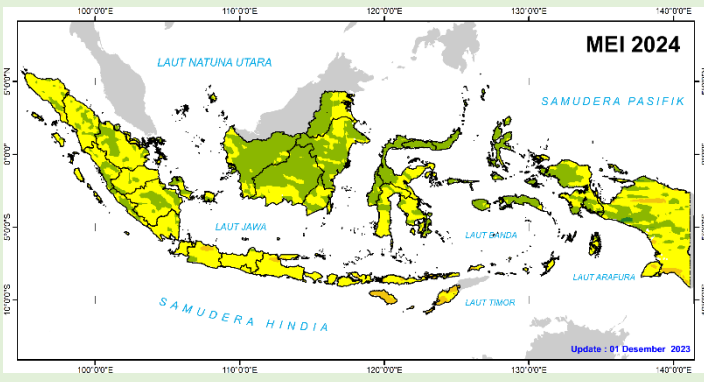 100°0'0"E 110°0'0"E 120°0'0"E 130°0'0"E 140°0'0"E
MEI 2024
LAUT NATUNA UTARA
SAMUDERA PASIFIK
5°0'0"N
0°0'0"
5°0'0"S
10°0'0"S
LAUT JAWA
LAUT BANDA
LAUT ARAFURA
LAUT TIMOR
SAMUDERA HINDIA
Update : 01 Desember 2023
100°0'0"E 110°0'0"E 120°0'0"E 130°0'0"E 140°0'0"E